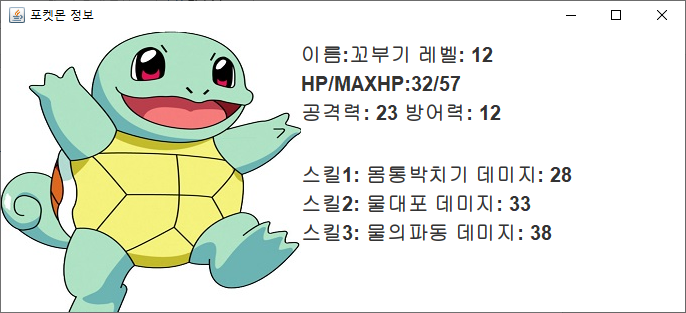 포켓몬 정보
이름:꼬부기 레벨: 12
HP/MAXHP:32/57
공격력: 23 방어력: 12
스킬1: 몸통박치기 데미지: 28
스킬2: 물대포 데미지: 33
스킬3: 물의파동 데미지: 38